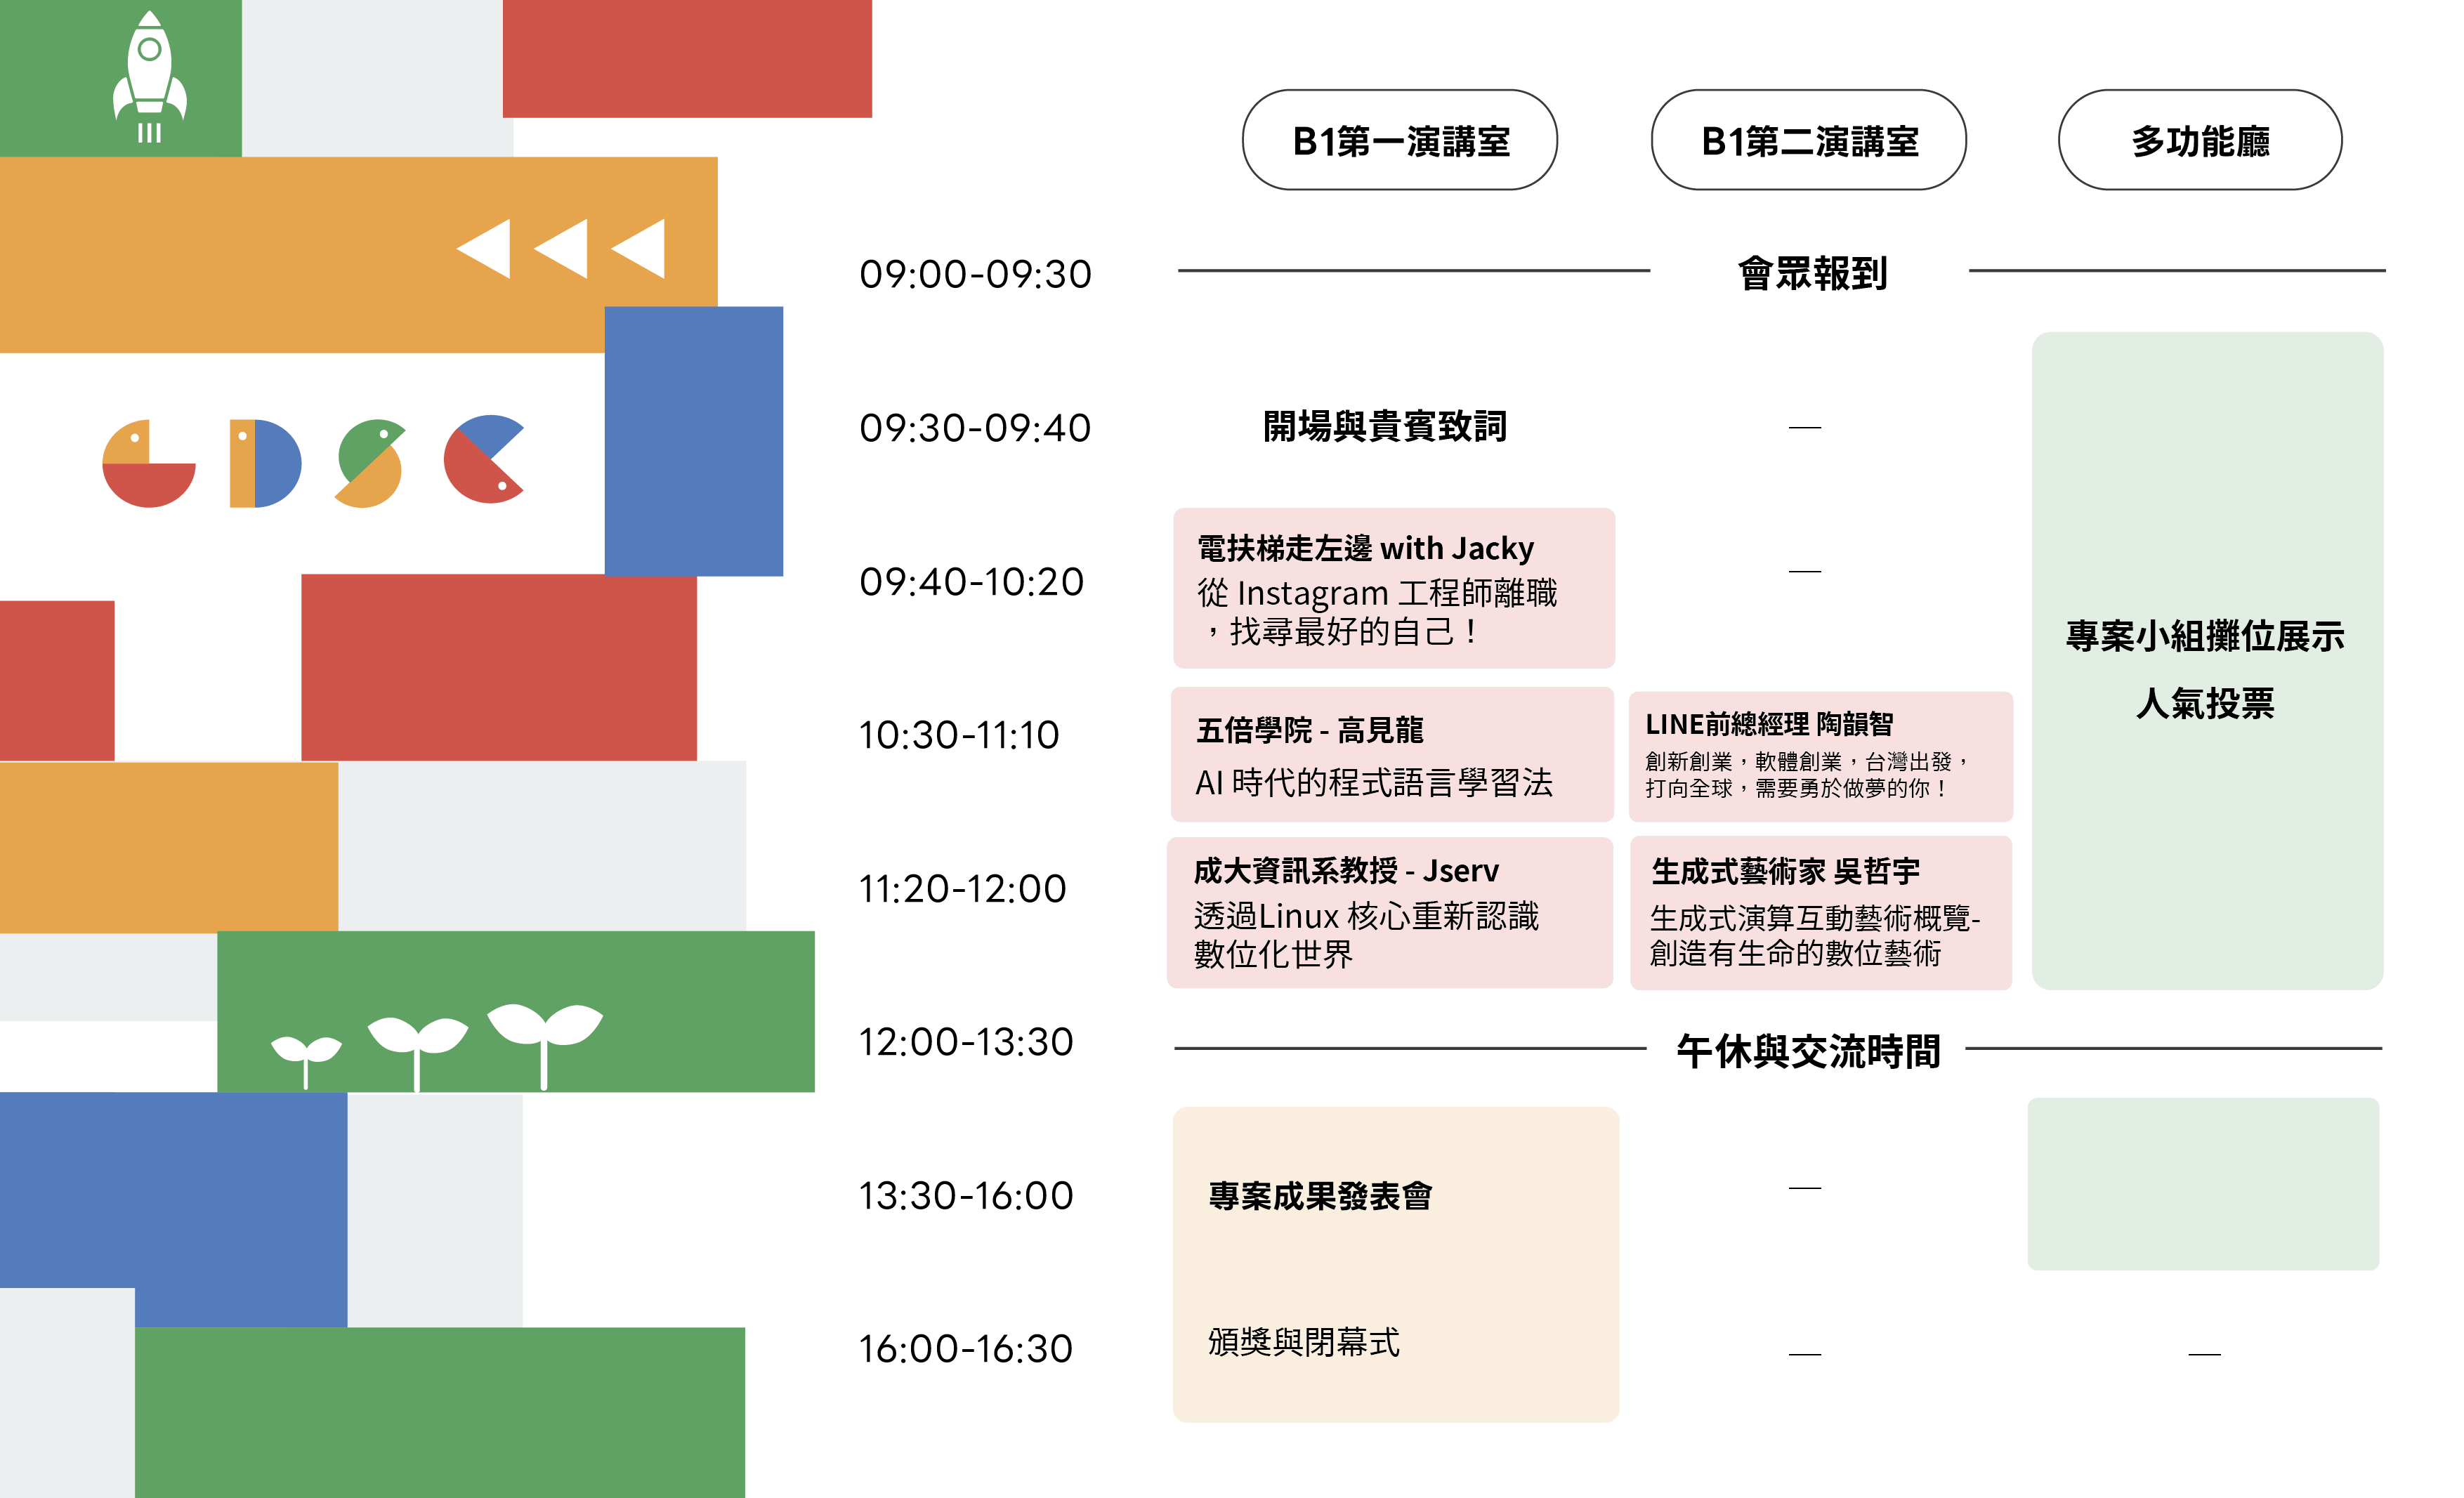 GDSC
B1第一演講室
B1第二演講室
多功能廳
09:00-09:30
會眾報到
09:30-09:40
開場與貴賓致詞
—
09:40-10:20
電扶梯走左邊 with Jacky
從 Instagram 工程師離職
，找尋最好的自己！
—
專案小組攤位展示
人氣投票
10:30-11:10
五倍學院 - 高見龍
AI 時代的程式語言學習法
LINE前總經理 陶韻智
創新創業，軟體創業，台灣出發，
打向全球，需要勇於做夢的你！
11:20-12:00
成大資訊系教授 - Jserv
透過Linux 核心重新認識
數位化世界
生成式藝術家 吳哲宇
生成式演算互動藝術概覽-
創造有生命的數位藝術
12:00-13:30
午休與交流時間
13:30-16:00
專案成果發表會
—
16:00-16:30
頒獎與閉幕式
—
—